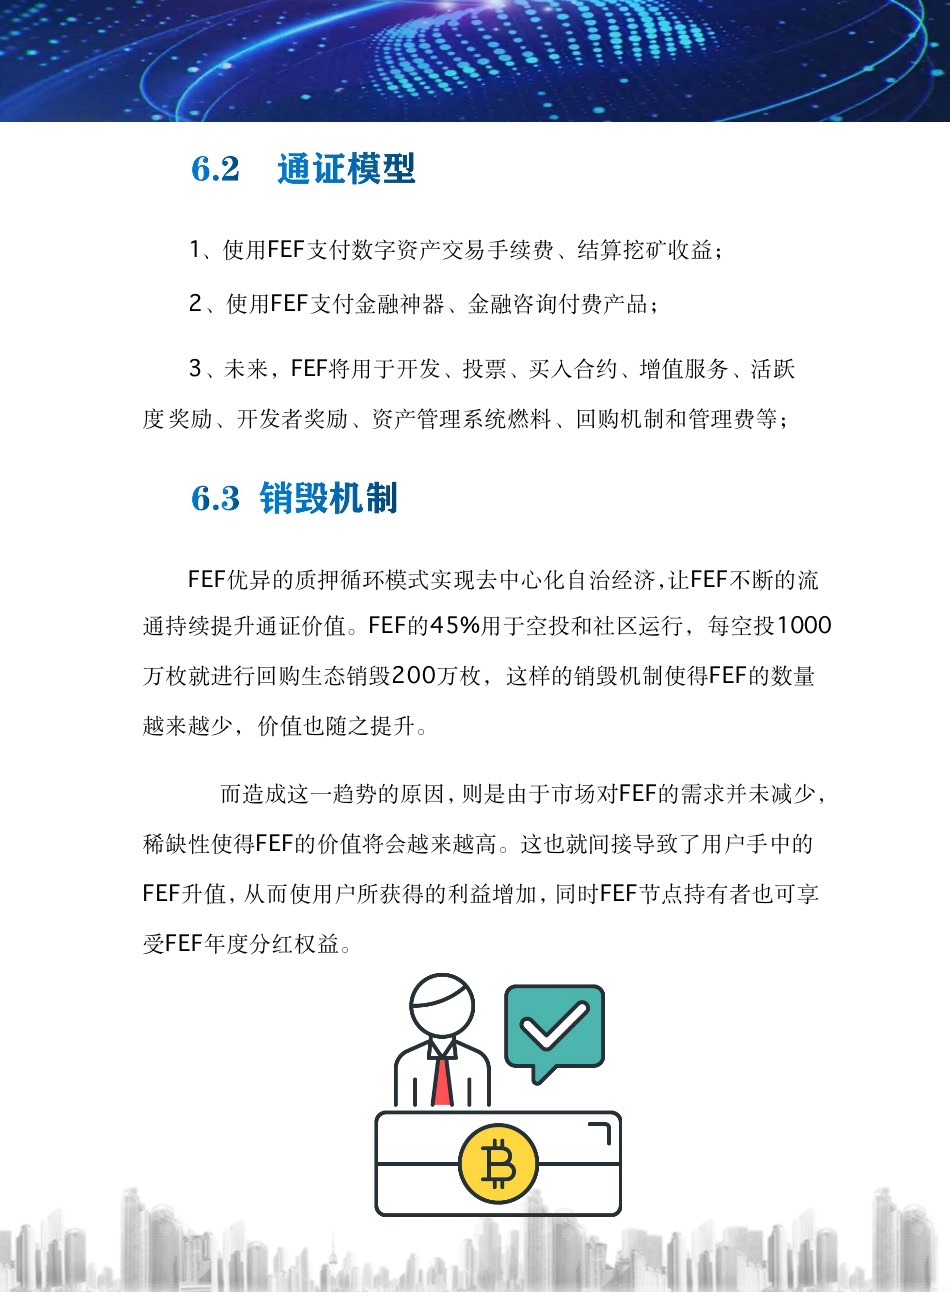 6.2 通证模型
1、使用FEF支付数字资产交易手续费、结算挖矿收益；
2、使用FEF支付金融神器、金融咨询付费产品；
3、未来，FEF将用于开发、投票、买入合约、增值服务、活跃
度奖励、开发者奖励、资产管理系统燃料、回购机制和管理费等；
6.3 销毁机制
FEF优异的质押循环模式实现去中心化自治经济,让FEF不断的流
通持续提升通证价值。FEF的45%用于空投和社区运行，每空投1000
万枚就进行回购生态销毁200万枚，这样的销毁机制使得FEF的数量
越来越少，价值也随之提升。
而造成这一趋势的原因，则是由于市场对FEF的需求并未减少，
稀缺性使得FEF的价值将会越来越高。这也就间接导致了用户手中的
FEF升值，从而使用户所获得的利益增加，同时FEF节点持有者也可享
受FEF年度分红权益。